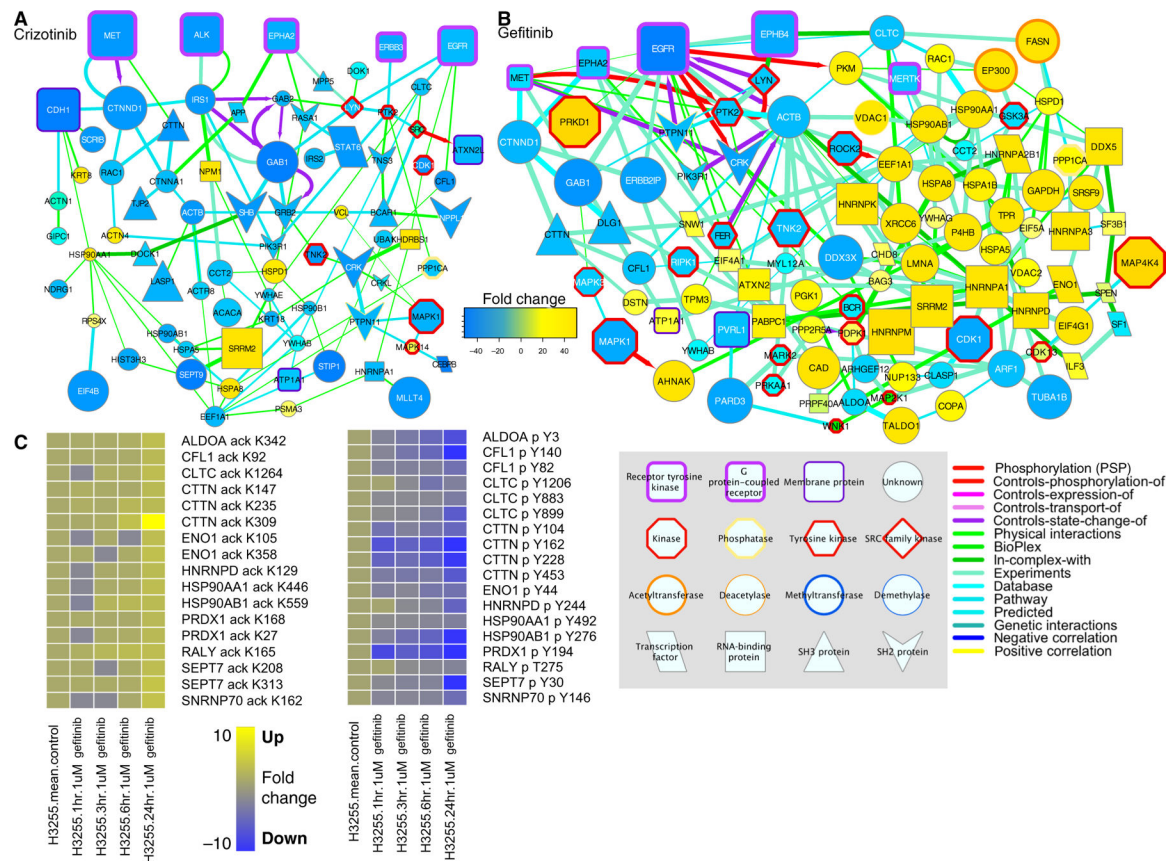 A
Crizotinib
MET
ALK
EPHA2
ERBB3
EGFR
MPP5
DOK1
CLTC
CDH1
CTNND1
IRS1
GAB2
LYN
PTK2
APP
RASA1
SRC
CTTN
STAT6
ATXN2L
SCRIB
GAB1
IRS2
TNS3
CDK1
RAC1
CTNNA1
NPM1
CFL1
KRT8
ACTN1
TJP2
ACTB
SHB
GRB2
VCL
BCAR1
NPPL1
GIPC1
ACTN4
PIK3R1
UBA
KHDRBS1
HSP90AA1
DOCK1
TNK2
CRK
PPP1CA
LASP1
CCT2
HSPD1
CRKL
NDRG1
ACTR8
YWHAE
HSP90B1
ACACA
KRT18
PTPN11
MAPK1
RPS4X
HSP90AB1
YWHAB
MAPK14
HIST3H3
HSPA5
SRRM2
CEBPB
SEPT9
ATP1A1
STIP1
HNRNPA1
EIF4B
HSPA8
MLLT4
PSMA3
EEF1A1
Fold change
−40 −20 0 20 40
B
Gefitinib
EGFR
EPHB4
CLTC
FASN
MET
EPHA2
LYN
PKM
RAC1
EP300
MERTK
PRKD1
PTK2
ACTB
VDAC1
HSP90AA1
HSPD1
GSK3A
CTNND1
PTPN11
HSP90AB1
DDX5
CRK
ROCK2
CCT2
HNRNPA2B1
PPP1CA
GAB1
ERBB2IP
PIK3R1
EEF1A1
HSPA8
HSPA1B
GAPDH
SRSF9
HNRNPK
DLG1
SNW1
XRCC6
YWHAG
TPR
EIF5A
SF3B1
CTTN
FER
TNK2
P4HB
HNRNPA3
HSPA5
MAP4K4
CFL1
RIPK1
EIF4A1
MYL12A
DDX3X
CHD8
LMNA
VDAC2
MAPK3
ATXN2
BAG3
HNRNPA1
ENO1
SPEN
DSTN
TPM3
PGK1
SRRM2
HNRNPD
ATP1A1
PVRL1
PABPC1
BCR
PPP2R5A
PDPK1
HNRNPM
EIF4G1
SF1
MAPK1
YWHAB
MARK2
CDK1
CDK13
ILF3
AHNAK
PRKAA1
CAD
ARHGEF12
NUP133
CLASP1
ARF1
PARD3
PRPF40A
ALDOA
MAP2K1
COPA
TUBA1B
WNK1
TALDO1
C
ALDOA ack K342
CFL1 ack K92
CLTC ack K1264
CTTN ack K147
CTTN ack K235
CTTN ack K309
ENO1 ack K105
ENO1 ack K358
HNRNPD ack K129
HSP90AA1 ack K446
HSP90AB1 ack K559
PRDX1 ack K168
PRDX1 ack K27
RALY ack K165
SEPT7 ack K208
SEPT7 ack K313
SNRNP70 ack K162
H3255.mean.control
H3255.1hr.1uM gefitinib
H3255.3hr.1uM gefitinib
H3255.6hr.1uM gefitinib
H3255.24hr.1uM gefitinib
10
Up
Fold
change
−10
Down
ALDOA p Y3
CFL1 p Y140
CFL1 p Y82
CLTC p Y1206
CLTC p Y883
CLTC p Y899
CTTN p Y104
CTTN p Y162
CTTN p Y228
CTTN p Y453
ENO1 p Y44
HNRNPD p Y244
HSP90AA1 p Y492
HSP90AB1 p Y276
PRDX1 p Y194
RALY p T275
SEPT7 p Y30
SNRNP70 p Y146
H3255.mean.control
H3255.1hr.1uM gefitinib
H3255.3hr.1uM gefitinib
H3255.6hr.1uM gefitinib
H3255.24hr.1uM gefitinib
Receptor tyrosine
kinase
G
protein-coupled
receptor
Membrane protein
Unknown
Kinase
Phosphatase
Tyrosine kinase
SRC family kinase
Acetyltransferase
Deacetylase
Methyltransferase
Demethylase
Transcription
factor
RNA-binding
protein
SH3 protein
SH2 protein
Phosphorylation (PSP)
Controls-phosphorylation-of
Controls-expression-of
Controls-transport-of
Controls-state-change-of
Physical interactions
BioPlex
In-complex-with
Experiments
Database
Pathway
Predicted
Genetic interactions
Negative correlation
Positive correlation